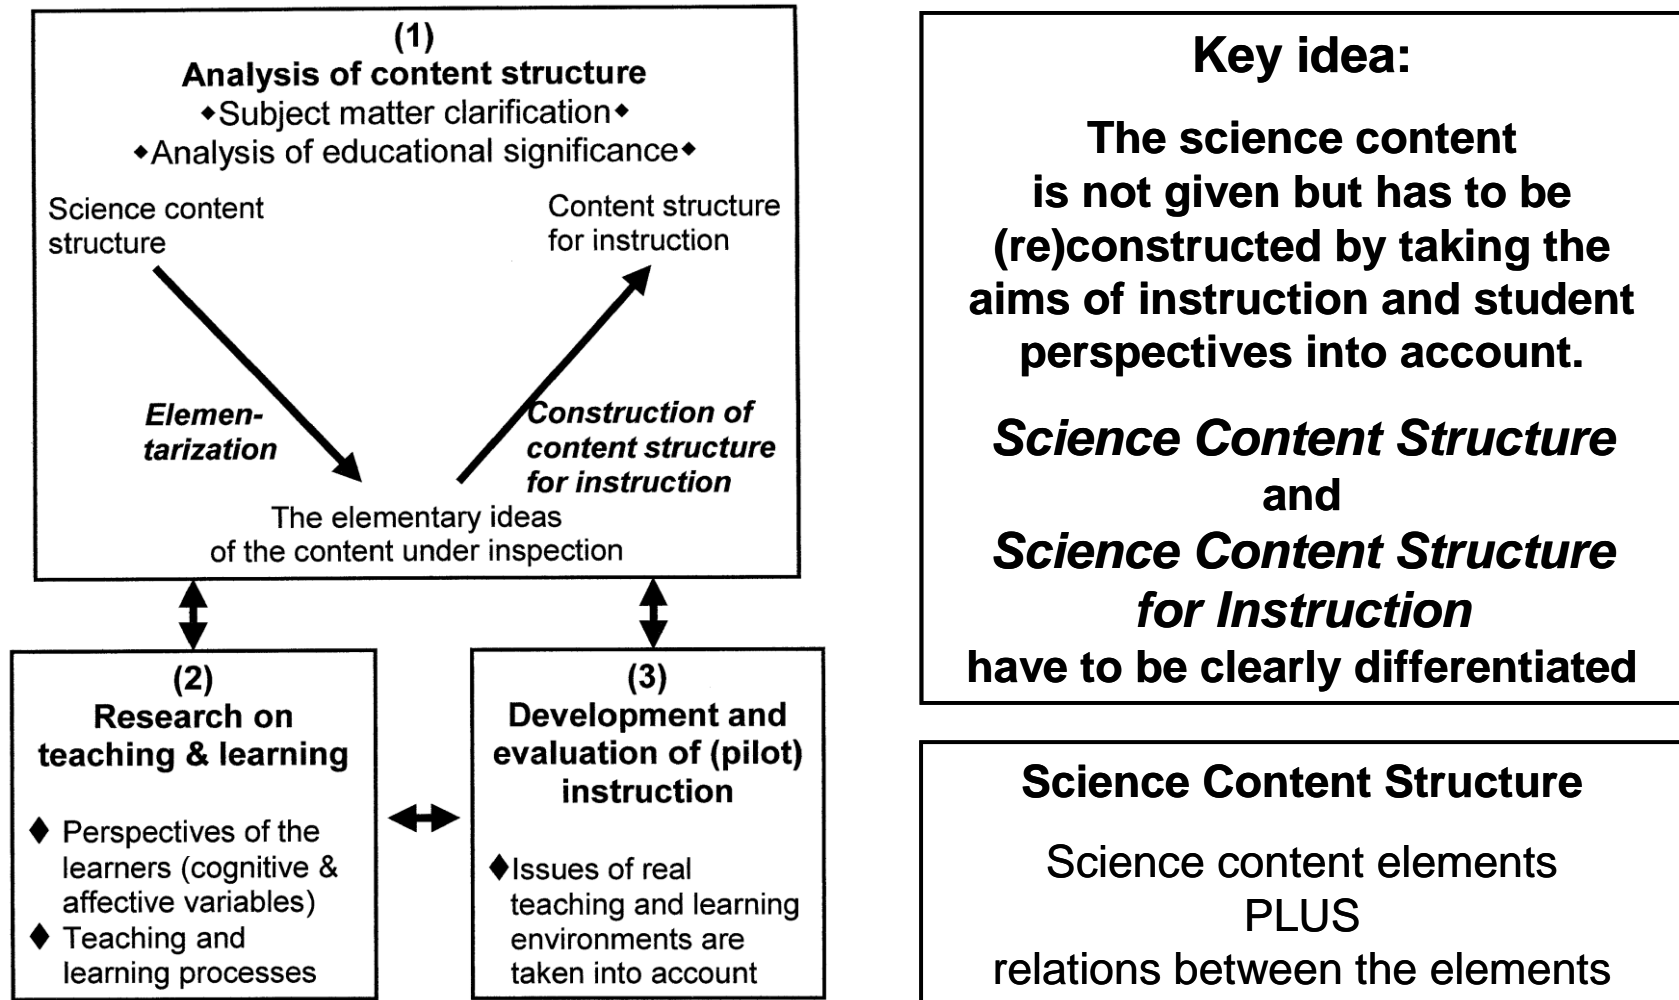 (1)
Analysis of content structure
◆Subject matter clarification◆
◆Analysis of educational significance◆
Science content
structure
Content structure
for instruction
Elemen-
tarization
Construction of
content structure
for instruction
The elementary ideas
of the content under inspection
(2)
Research on
teaching & learning
◆ Perspectives of the
learners (cognitive &
affective variables)
◆ Teaching and
learning processes
(3)
Development and
evaluation of (pilot)
instruction
◆Issues of real
teaching and learning
environments are
taken into account
Key idea:
The science content
is not given but has to be
(re)constructed by taking the
aims of instruction and student
perspectives into account.
Science Content Structure
and
Science Content Structure
for Instruction
have to be clearly differentiated
Science Content Structure
Science content elements
PLUS
relations between the elements